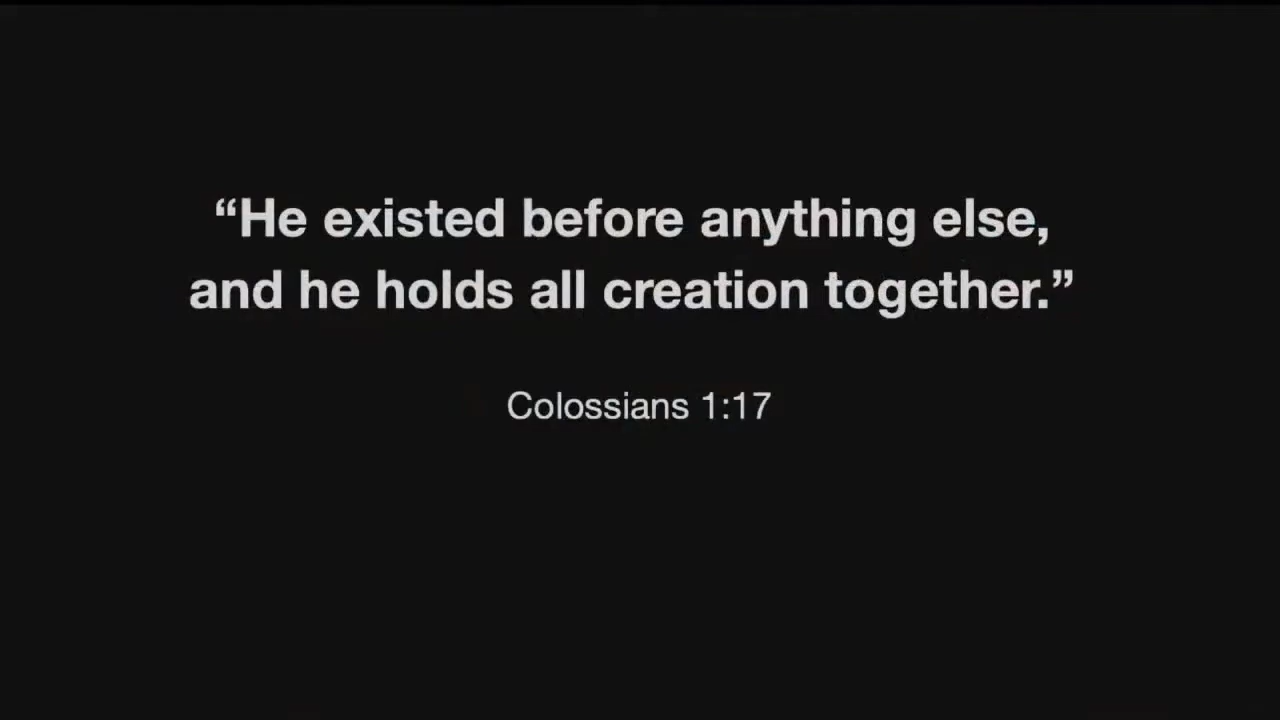 “He existed before anything else,
and he holds all creation together.”
Colossians 1:17